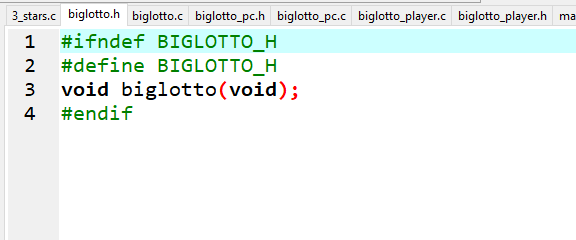 3_stars.c biglotto.h biglotto.c biglotto_pc.h biglotto_pc.c biglotto_player.c biglotto_player.h ma
1 #ifndef BIGLOTTO_H
2 #define BIGLOTTO_H
3 void biglotto(void);
4 #endif